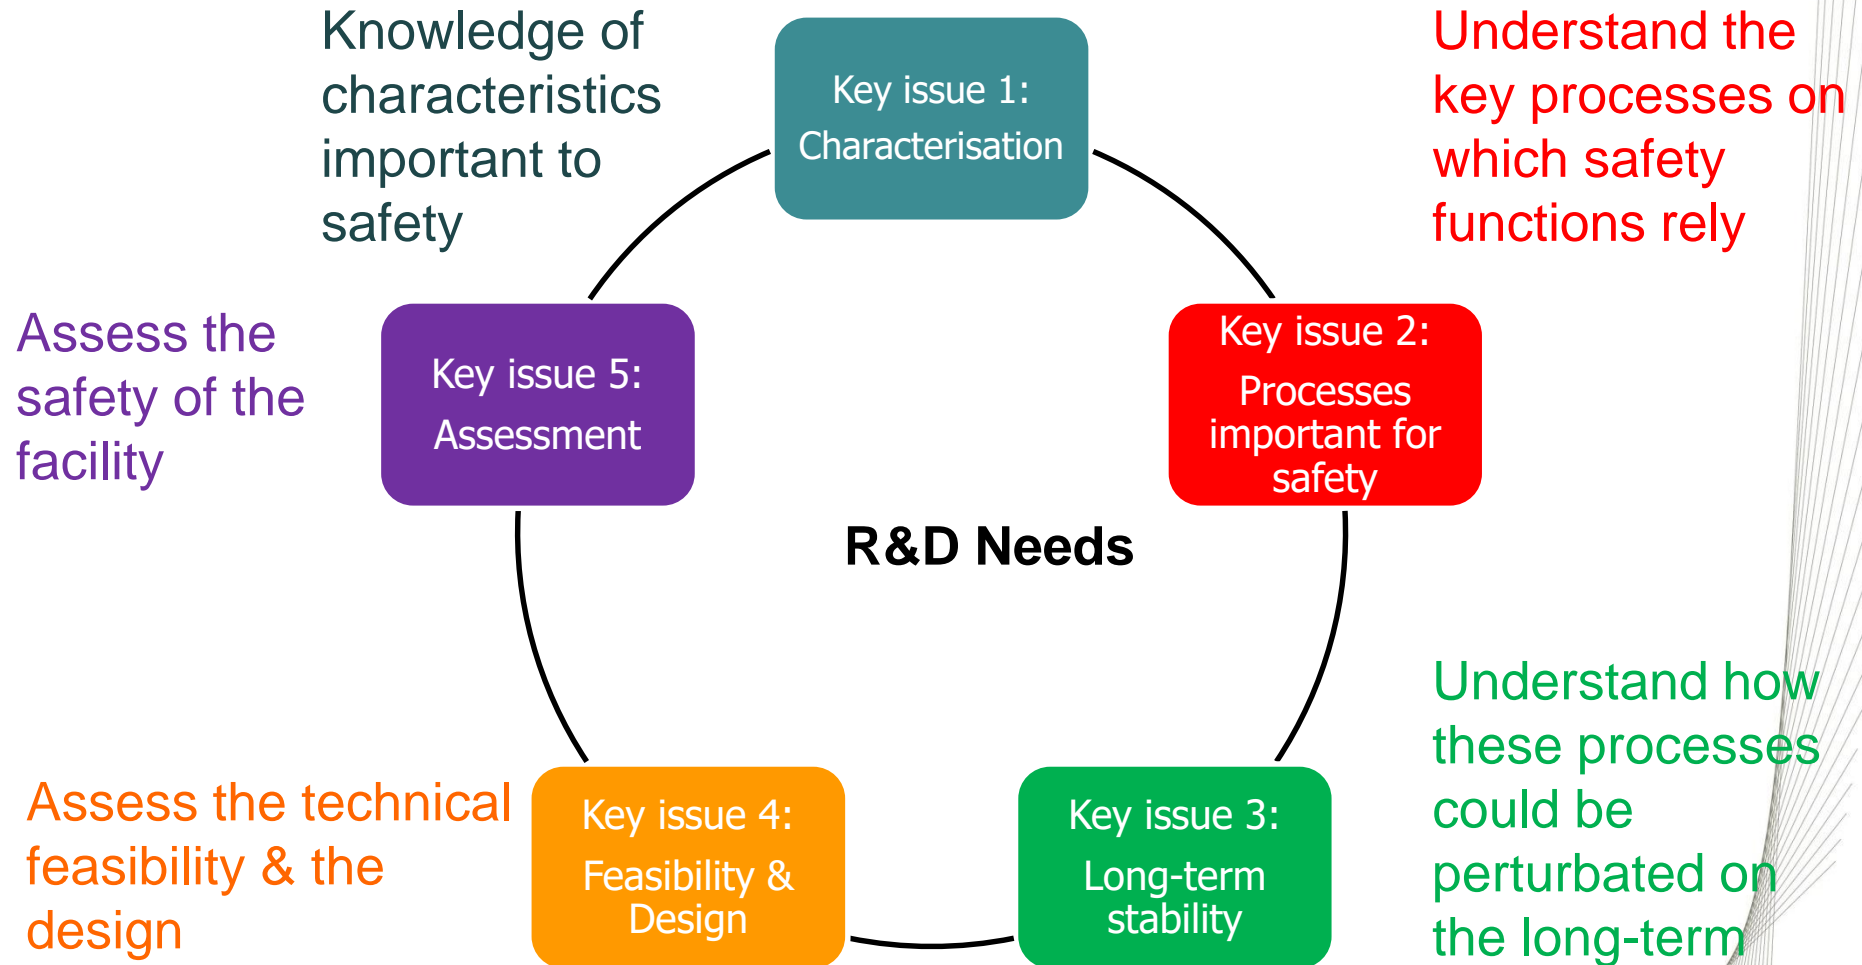 Knowledge of
characteristics
important to
safety
Key issue 1:
Characterisation
Understand the
key processes on
which safety
functions rely
Assess the
safety of the
facility
Key issue 5:
Assessment
Key issue 2:
Processes
important for
safety
R&D Needs
Understand how
these processes
could be
perturbated on
the long-term
Assess the technical
feasibility & the
design
Key issue 4:
Feasibility &
Design
Key issue 3:
Long-term
stability